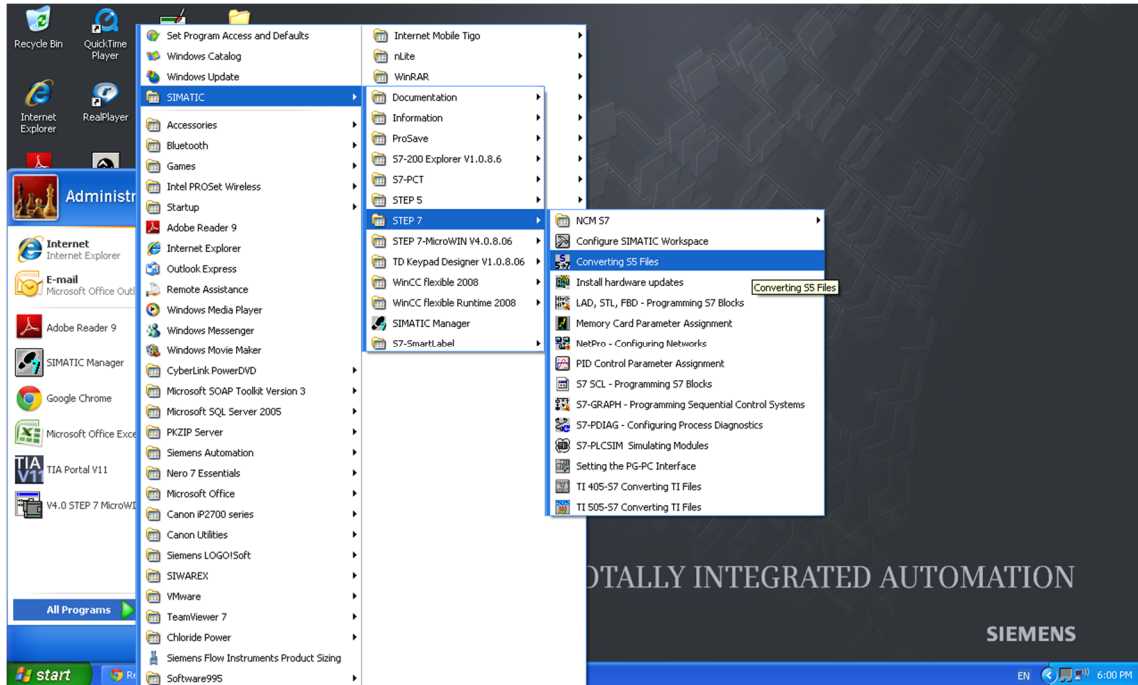 Recycle Bin
QuickTime
Player
Internet
Explorer
RealPlayer
Administr
Internet
Internet Explorer
E-mail
Microsoft Office Outl
Adobe Reader 9
SIMATIC Manager
Google Chrome
Microsoft Office Exce
TIA Portal V11
V4.0 STEP 7 MicroWI
All Programs
start
Set Program Access and Defaults
Windows Catalog
Windows Update
SIMATIC
Accessories
Bluetooth
Games
Intel PROSet Wireless
Startup
Adobe Reader 9
Internet Explorer
Outlook Express
Remote Assistance
Windows Media Player
Windows Messenger
Windows Movie Maker
CyberLink PowerDVD
Microsoft SOAP Toolkit Version 3
Microsoft SQL Server 2005
PKZIP Server
Siemens Automation
Nero 7 Essentials
Microsoft Office
Canon iP2700 series
Canon Utilities
Siemens LOGO!Soft
SIWAREX
VMware
TeamViewer 7
Chloride Power
Siemens Flow Instruments Product Sizing
Software995
Internet Mobile Tigo
nLite
WinRAR
Documentation
Information
ProSave
S7-200 Explorer V1.0.8.6
S7-PCT
STEP 5
STEP 7
STEP 7-MicroWIN V4.0.8.06
TD Keypad Designer V1.0.8.06
WinCC flexible 2008
WinCC flexible Runtime 2008
SIMATIC Manager
S7-SmartLabel
NCM S7
Configure SIMATIC Workspace
Converting S5 Files
Install hardware updates
Converting S5 Files
LAD, STL, FBD - Programming S7 Blocks
Memory Card Parameter Assignment
NetPro - Configuring Networks
PID Control Parameter Assignment
S7 SCL - Programming S7 Blocks
S7-GRAPH - Programming Sequential Control Systems
S7-PDIAG - Configuring Process Diagnostics
S7-PLCSIM Simulating Modules
Setting the PG-PC Interface
TI 405-S7 Converting TI Files
TI 505-S7 Converting TI Files
OTALLY INTEGRATED AUTOMATION
SIEMENS
EN
6:00 PM